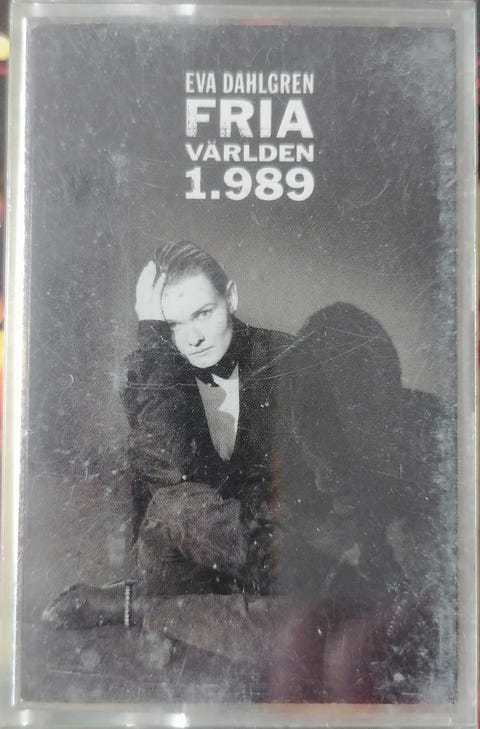 EVA DAHLGREN
FRIA
VÄRLDEN
1.989